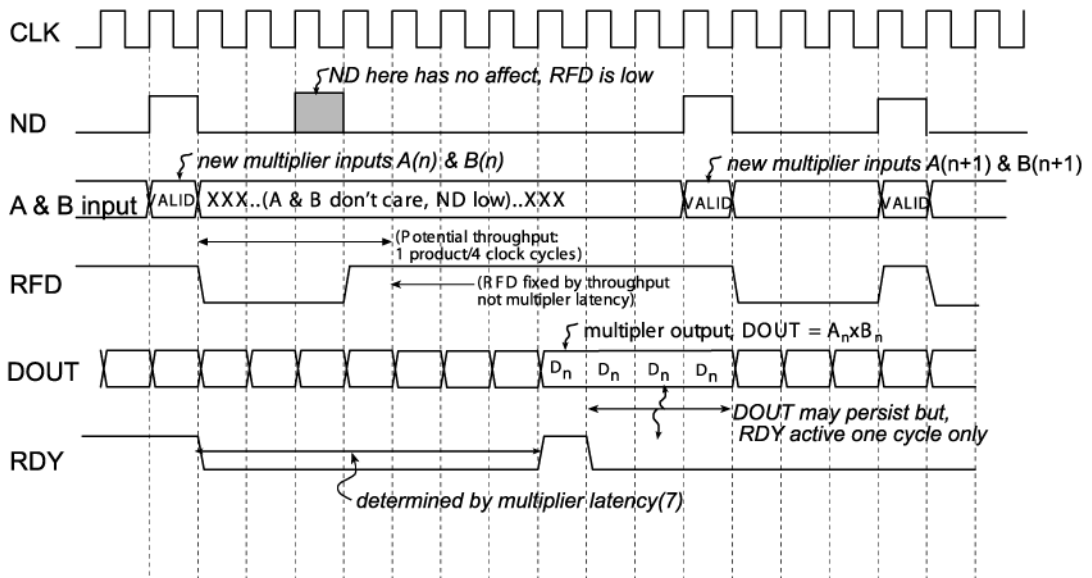 CLK
ND here has no affect, RFD is low
ND
new multiplier inputs A(n) & B(n)
new multiplier inputs A(n+1) & B(n+1)
A & B input
VALID
XXX..(A & B don't care, ND low)..XXX
VALID
VALID
(Potential throughput:
1 product/4 clock cycles)
RFD
(RFD fixed by throughput
not multipler latency)
multipler output, DOUT = AnxBn
DOUT
Dn
Dn
Dn
Dn
DOUT may persist but,
RDY active one cycle only
RDY
determined by multiplier latency(7)